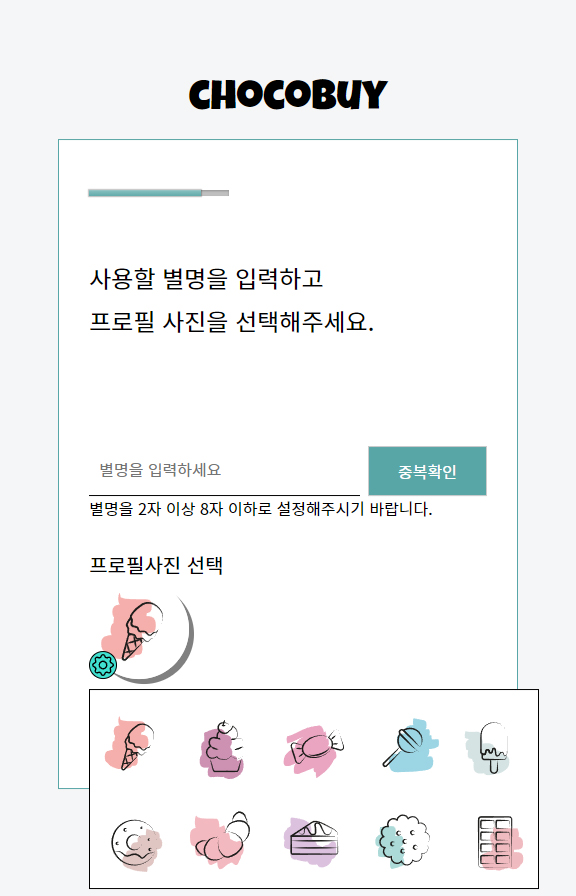 CHOCOBUY
사용할 별명을 입력하고
프로필 사진을 선택해주세요.
별명을 입력하세요
중복확인
별명을 2자 이상 8자 이하로 설정해주시기 바랍니다.
프로필사진 선택